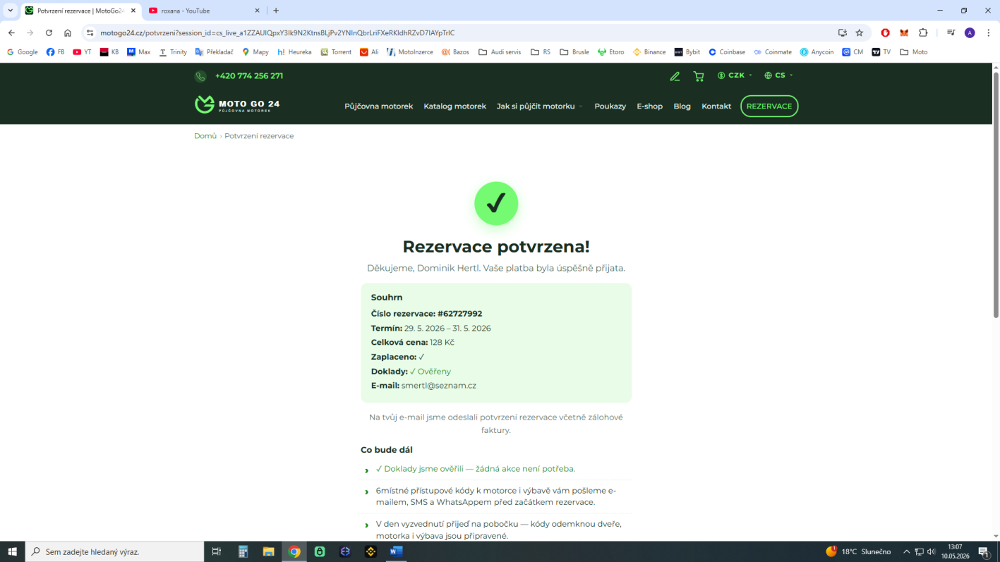 Potvrzení rezervace | MotoGo24
roxana - YouTube
motogo24.cz/potvrzeni?session_id=cs_live_a1ZZAUIQpxY3Ik9N2KtnsBLjPv2YNInQbrLriFXeRKldhRZvD7IAYpTrlC
A
Google
FB
YT
KB
Max
Trinity
Překladač
Mapy
Heureka
Torrent
Ali
MotoInzerce
Bazos
Audi servis
RS
Brusle
Etoro
Binance
Bybit
Coinbase
Coinmate
Anycoin
CM
TV
Moto
+420 774 256 271
CZK
CS
MOTO GO 24
PŮJČOVNA MOTOREK
Půjčovna motorek
Katalog motorek
Jak si půjčit motorku
Poukazy
E-shop
Blog
Kontakt
REZERVACE
Domů › Potvrzení rezervace
Rezervace potvrzena!
Děkujeme, Dominik Hertl. Vaše platba byla úspěšně přijata.
Souhrn
Číslo rezervace: #62727992
Termín: 29. 5. 2026 – 31. 5. 2026
Celková cena: 128 Kč
Zaplaceno: ✓
Doklady: ✓ Ověřeny
E-mail: smertl@seznam.cz
Na tvůj e-mail jsme odeslali potvrzení rezervace včetně zálohové
faktury.
Co bude dál
› ✓ Doklady jsme ověřili — žádná akce není potřeba.
› 6místné přístupové kódy k motorce i výbavě vám pošleme e-
mailem, SMS a WhatsAppem před začátkem rezervace.
› V den vyzvednutí přijeď na pobočku — kódy odemknou dveře,
motorka i výbava jsou připravené.
Sem zadejte hledaný výraz.
1
18°C Slunečno
13:07
10.05.2026
1